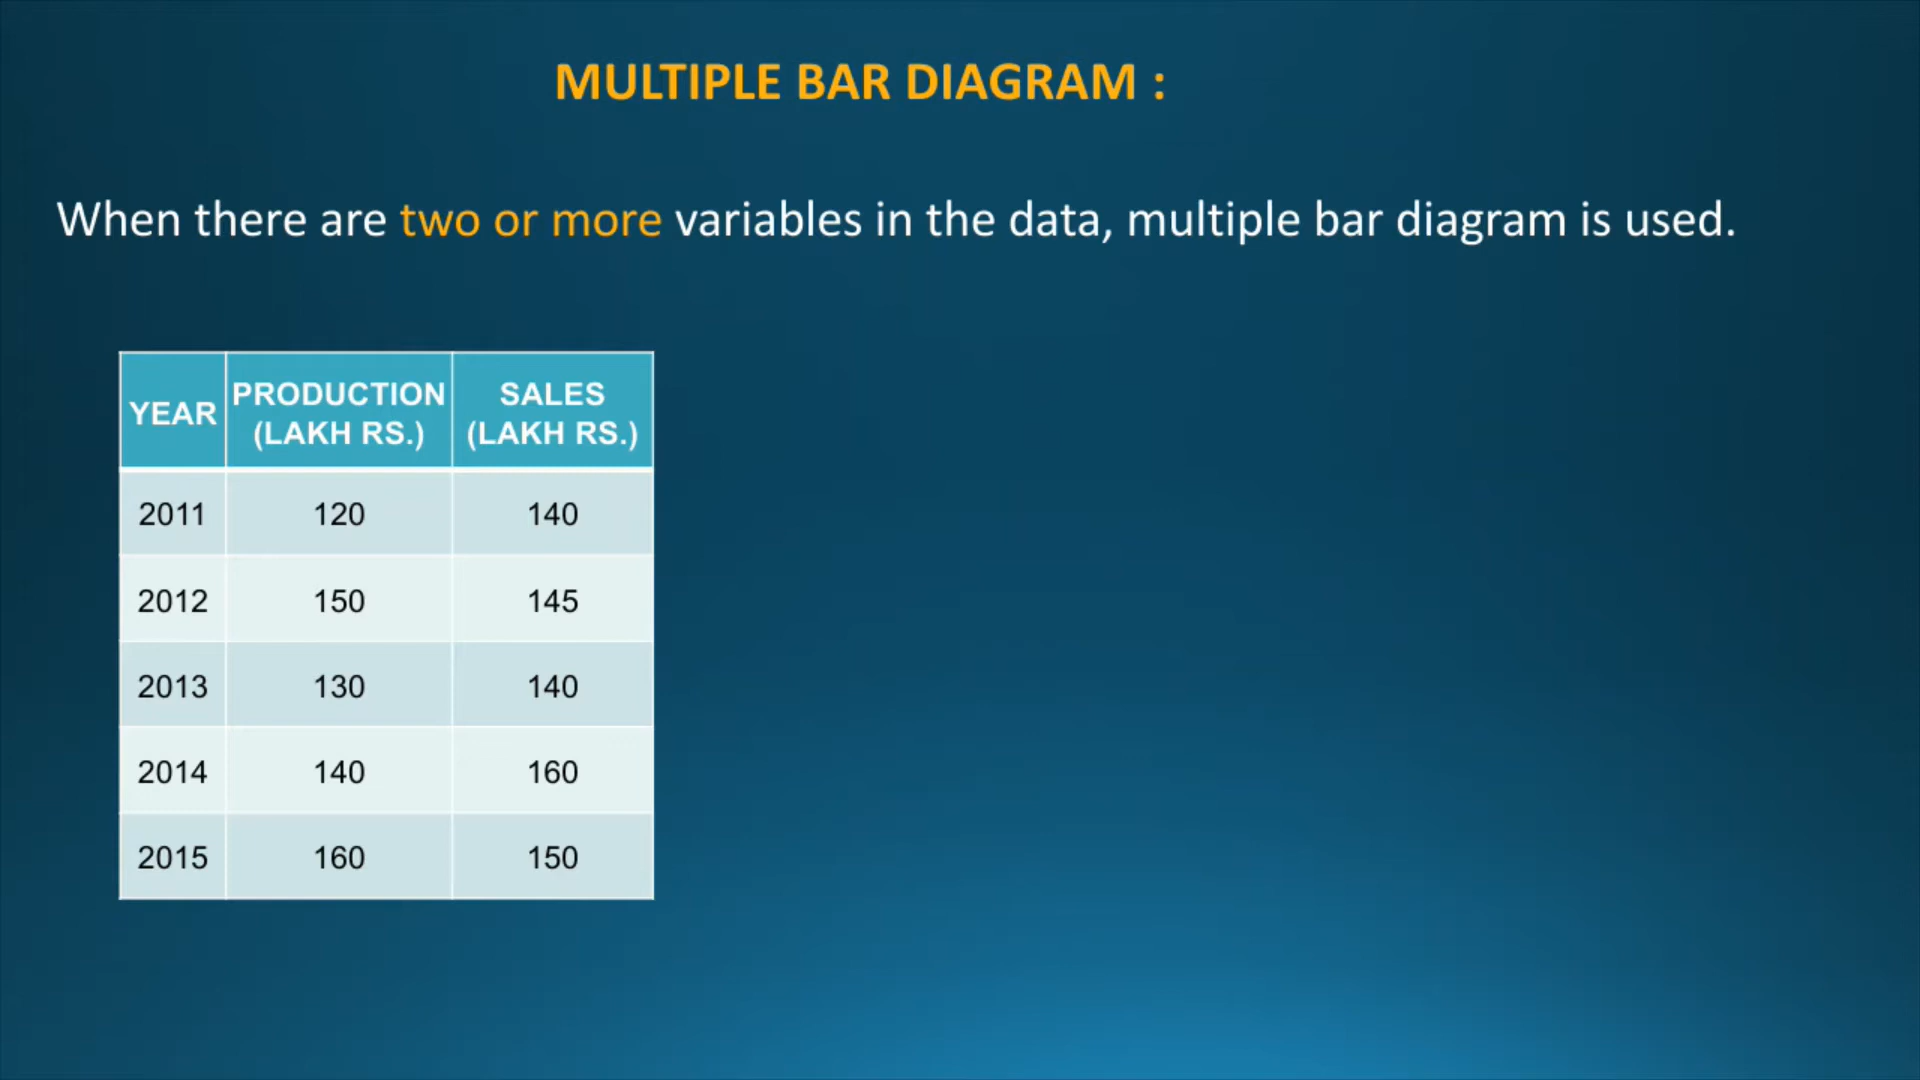 MULTIPLE BAR DIAGRAM :
When there are two or more variables in the data, multiple bar diagram is used.
YEAR PRODUCTION (LAKH RS.) SALES (LAKH RS.)
2011 120 140
2012 150 145
2013 130 140
2014 140 160
2015 160 150